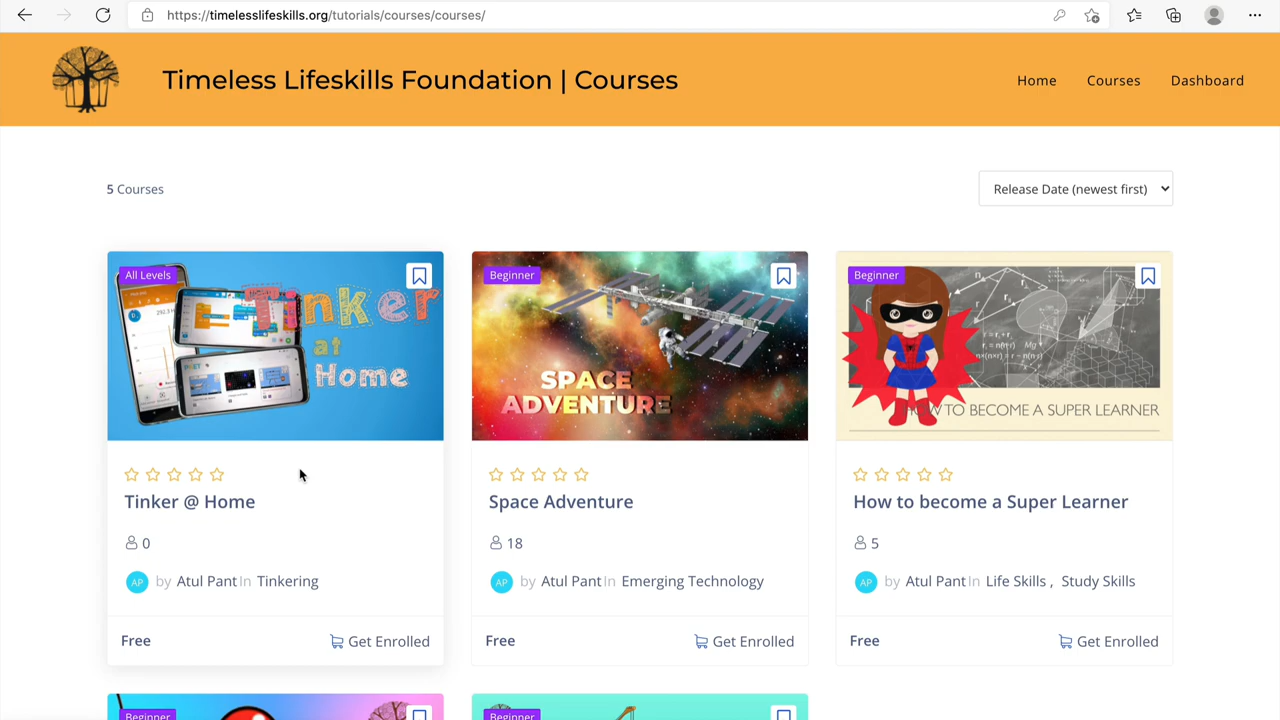 https://timelesslifeskills.org/tutorials/courses/courses/
Timeless Lifeskills Foundation | Courses
Home Courses Dashboard
5 Courses
Release Date (newest first)
All Levels
Tinker
at
Home
Beginner
SPACE
ADVENTURE
Beginner
HOW TO BECOME A SUPER LEARNER
Tinker @ Home
0
AP by Atul Pant In Tinkering
Free Get Enrolled
Space Adventure
18
AP by Atul Pant In Emerging Technology
Free Get Enrolled
How to become a Super Learner
5
AP by Atul Pant In Life Skills , Study Skills
Free Get Enrolled
Beginner
Beginner